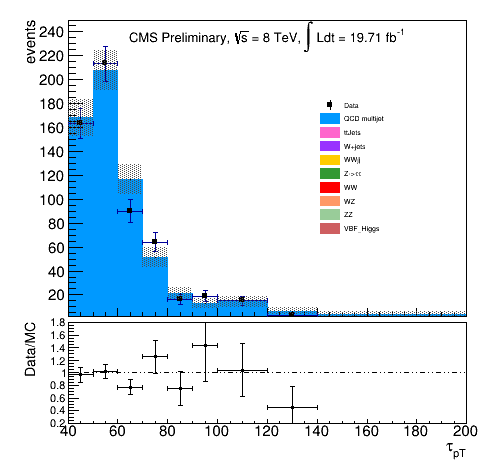 events
CMS Preliminary, √s = 8 TeV, ∫ Ldt = 19.71 fb⁻¹
240
220
200
180
160
140
120
100
80
60
40
20
Data
QCD multijet
ttJets
W+jets
WWjj
Z->ττ
WW
WZ
ZZ
VBF_Higgs
Data/MC
1.8
1.6
1.4
1.2
1
0.8
0.6
0.4
0.2
40 60 80 100 120 140 160 180 200
τ_pT